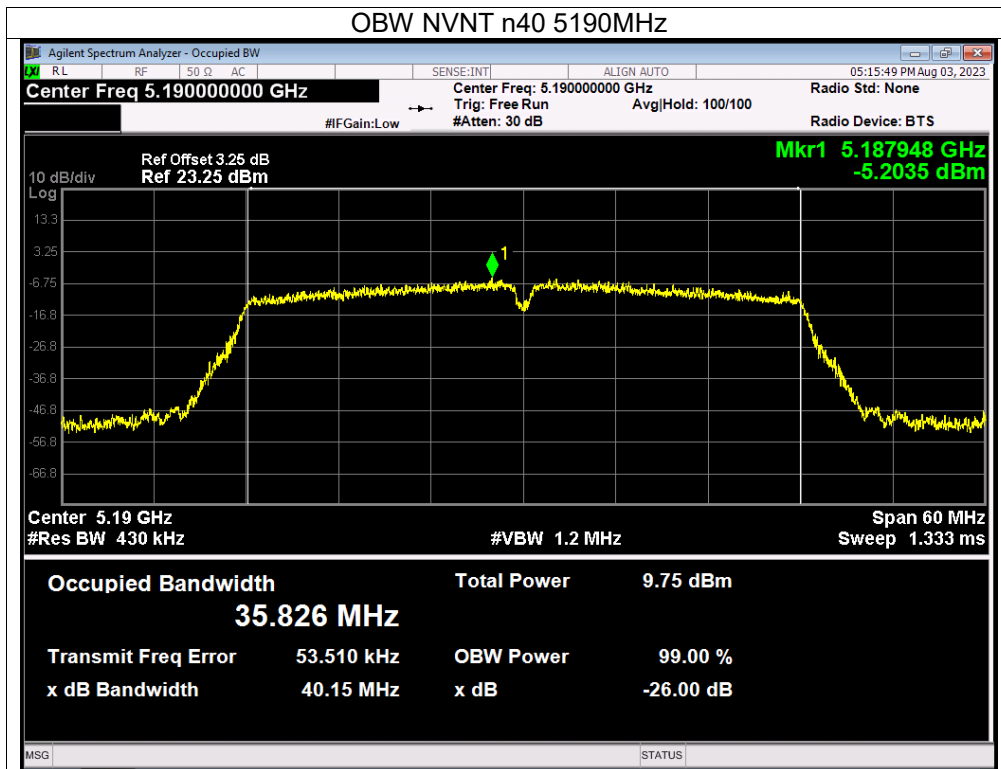 OBW NVNT n40 5190MHz
Agilent Spectrum Analyzer - Occupied BW
LXI RL RF 50 Ω AC SENSE:INT ALIGN AUTO 05:15:49 PM Aug 03, 2023
Center Freq 5.190000000 GHz Center Freq: 5.190000000 GHz Radio Std: None
Trig: Free Run Avg|Hold: 100/100
#IFGain:Low #Atten: 30 dB Radio Device: BTS
Ref Offset 3.25 dB Mkr1 5.187948 GHz
10 dB/div Ref 23.25 dBm -5.2035 dBm
Log
13.3
3.25
1
-6.75
-16.8
-26.8
-36.8
-46.8
-56.8
-66.8
Center 5.19 GHz Span 60 MHz
#Res BW 430 kHz #VBW 1.2 MHz Sweep 1.333 ms
Occupied Bandwidth Total Power 9.75 dBm
35.826 MHz
Transmit Freq Error 53.510 kHz OBW Power 99.00 %
x dB Bandwidth 40.15 MHz x dB -26.00 dB
MSG STATUS